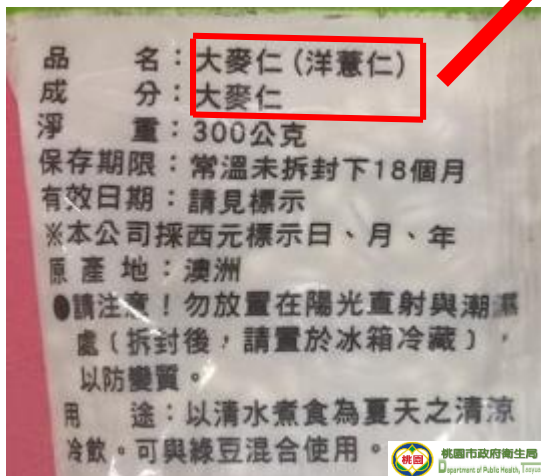 品　　名：大麥仁(洋薏仁)
成　　分：大麥仁
淨　　重：300公克
保存期限：常溫未拆封下18個月
有效日期：請見標示
※本公司採西元標示日、月、年
原產地：澳洲
●請注意！勿放置在陽光直射與潮濕
處(拆封後，請置於冰箱冷藏)，
以防變質。
用　　途：以清水煮食為夏天之清涼
冷飲。可與綠豆混合使用。
桃園
桃園市政府衛生局
Department of Public Health, Taoyuan